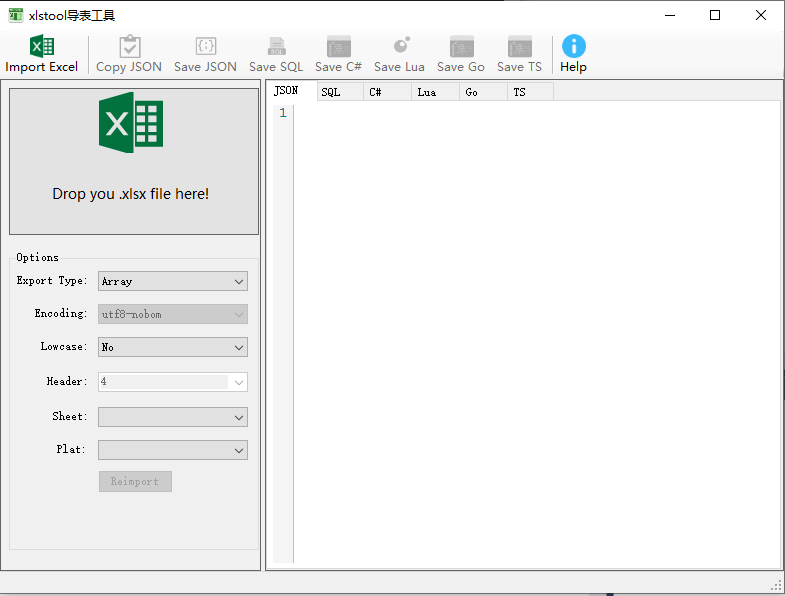 xlstool导表工具
Import Excel Copy JSON Save JSON Save SQL Save C# Save Lua Save Go Save TS Help
Drop you .xlsx file here!
Options
Export Type: Array
Encoding: utf8-nobom
Lowcase: No
Header: 4
Sheet:
Plat:
Reimport
JSON SQL C# Lua Go TS
1